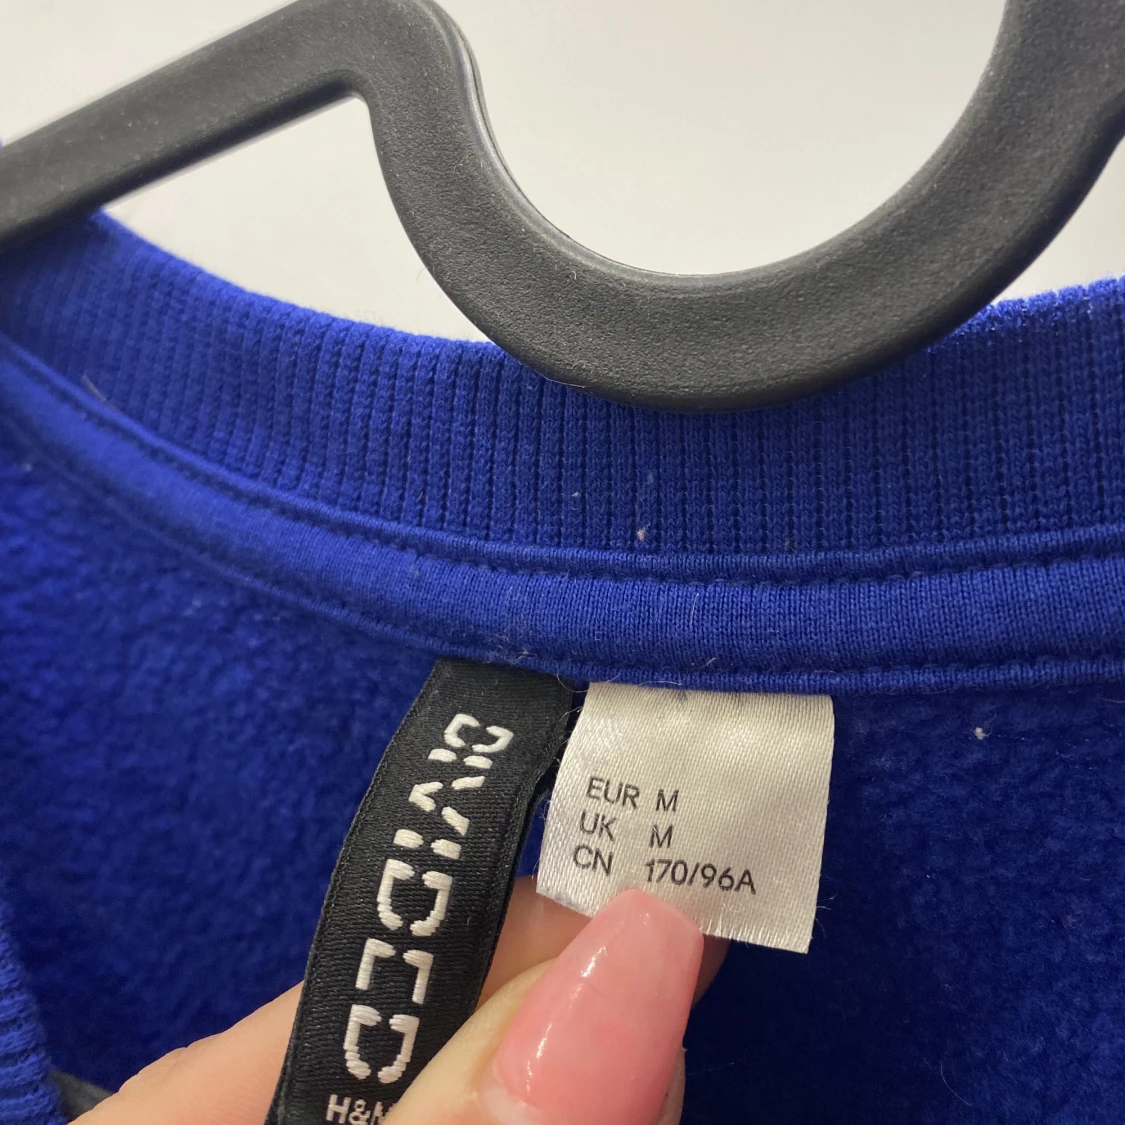 DIVIDED
H&M
EUR M
UK M
CN 170/96A